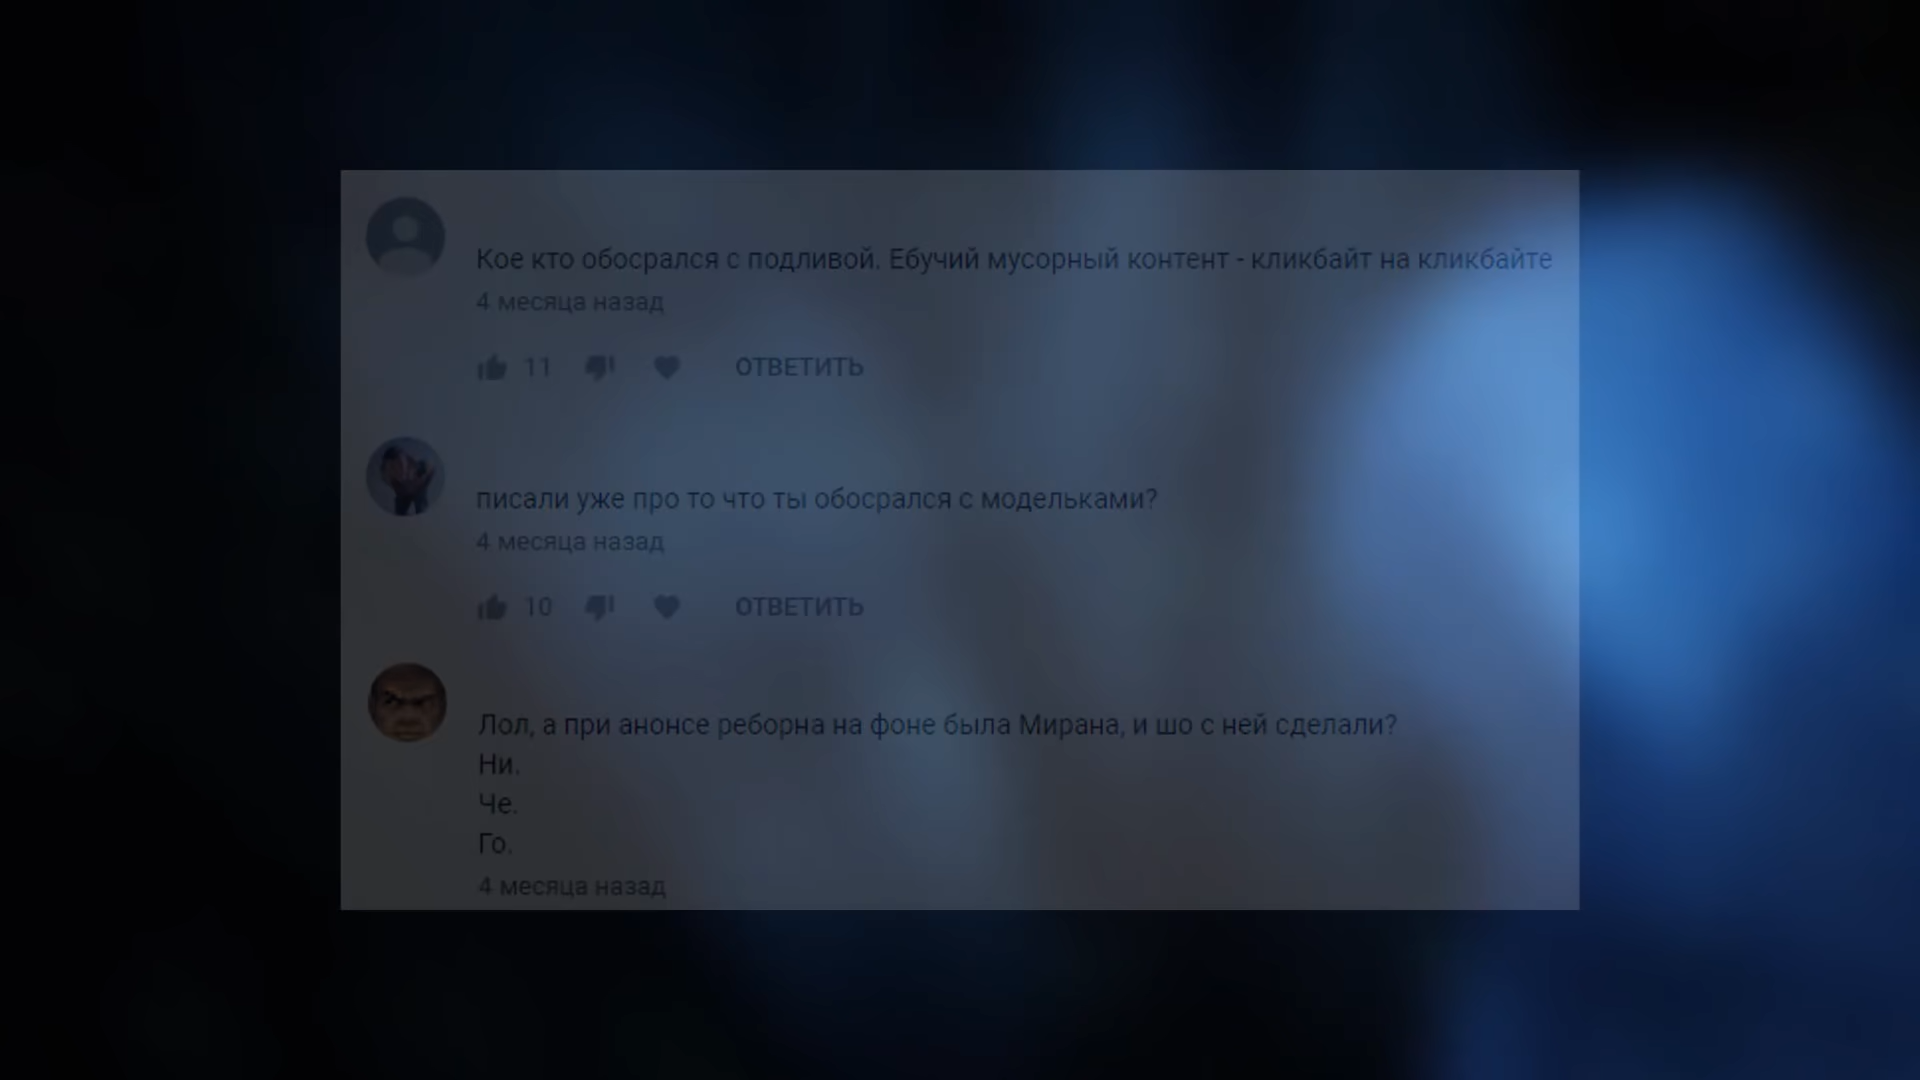 Кое кто обосрался с подливой. Ебучий мусорный контент - кликбайт на кликбайте
4 месяца назад
11 ОТВЕТИТЬ
писали уже про то что ты обосрался с модельками?
4 месяца назад
10 ОТВЕТИТЬ
Лол, а при анонсе реборна на фоне была Мирана, и шо с ней сделали?
Ни.
Че.
Го.
4 месяца назад